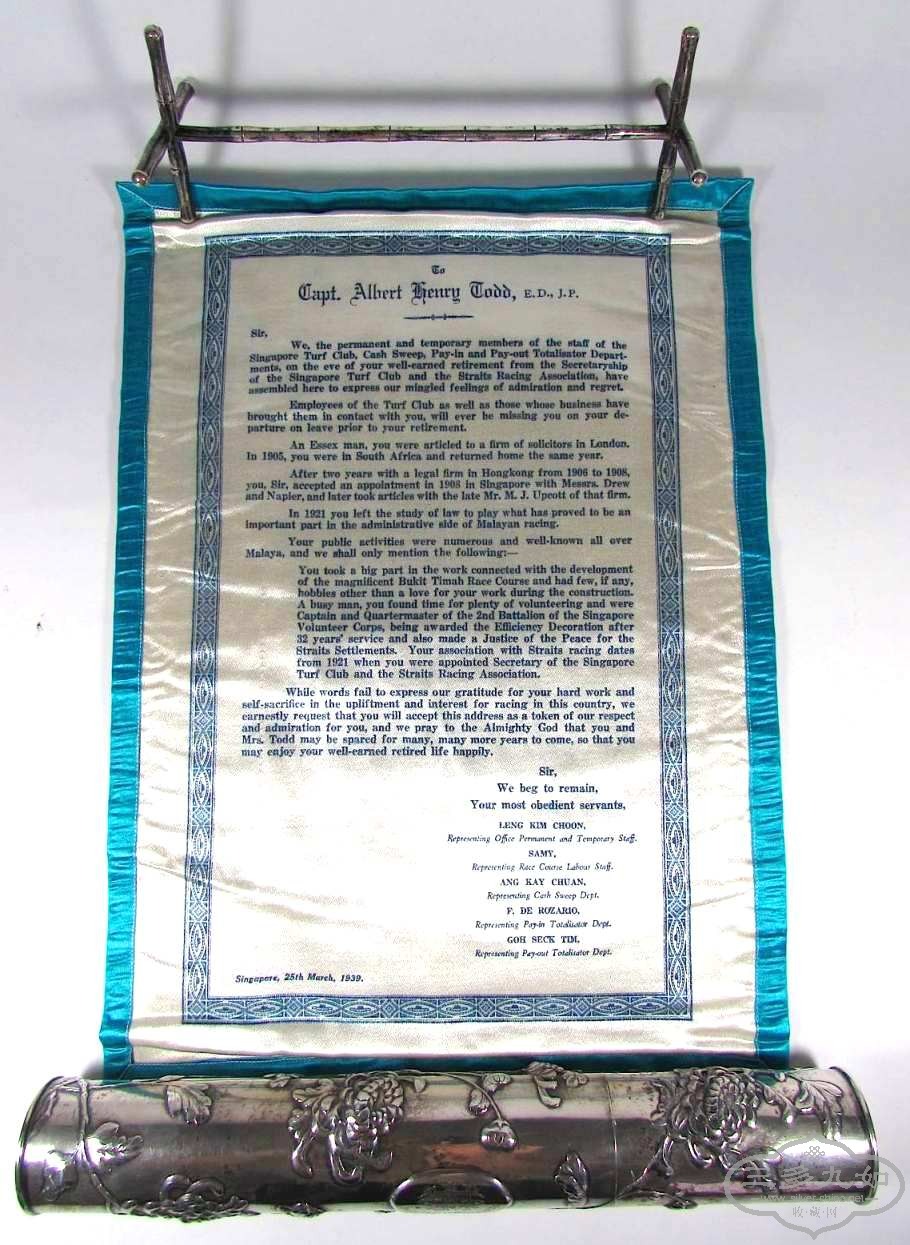 To
Capt. Albert Henry Todd, E.D., J.P.
Sir,
We, the permanent and temporary members of the staff of the
Singapore Turf Club, Cash Sweep, Pay-in and Pay-out Totalisator Depart-
ments, on the eve of your well-earned retirement from the Secretaryship
of the Singapore Turf Club and the Straits Racing Association, have
assembled here to express our mingled feelings of admiration and regret.
Employees of the Turf Club as well as those whose business have
brought them in contact with you, will ever be missing you on your de-
parture on leave prior to your retirement.
An Essex man, you were articled to a firm of solicitors in London.
In 1905, you were in South Africa and returned home the same year.
After two years with a legal firm in Hongkong from 1906 to 1908,
you, Sir, accepted an appointment in 1908 in Singapore with Messrs. Drew
and Napier, and later took articles with the late Mr. M. J. Upcott of that firm.
In 1921 you left the study of law to play what has proved to be an
important part in the administrative side of Malayan racing.
Your public activities were numerous and well-known all over
Malaya, and we shall only mention the following:—
You took a big part in the work connected with the development
of the magnificent Bukit Timah Race Course and had few, if any,
hobbies other than a love for your work during the construction.
A busy man, you found time for plenty of volunteering and were
Captain and Quartermaster of the 2nd Battalion of the Singapore
Volunteer Corps, being awarded the Efficiency Decoration after
32 years' service and also made a Justice of the Peace for the
Straits Settlements. Your association with Straits racing dates
from 1921 when you were appointed Secretary of the Singapore
Turf Club and the Straits Racing Association.
While words fail to express our gratitude for your hard work and
self-sacrifice in the upliftment and interest for racing in this country, we
earnestly request that you will accept this address as a token of our respect
and admiration for you, and we pray to the Almighty God that you and
Mrs. Todd may be spared for many, many more years to come, so that you
may enjoy your well-earned retired life happily.
Sir,
We beg to remain,
Your most obedient servants,
LENG KIM CHOON,
Representing Office Permanent and Temporary Staff.
SAMY,
Representing Race Course Labour Staff.
ANG KAY CHUAN,
Representing Cash Sweep Dept.
F. DE ROZARIO,
Representing Pay-in Totalisator Dept.
GOH SECK TIM,
Representing Pay-out Totalisator Dept.
Singapore, 25th March, 1939.
www.silver-china.net
收·藏·网